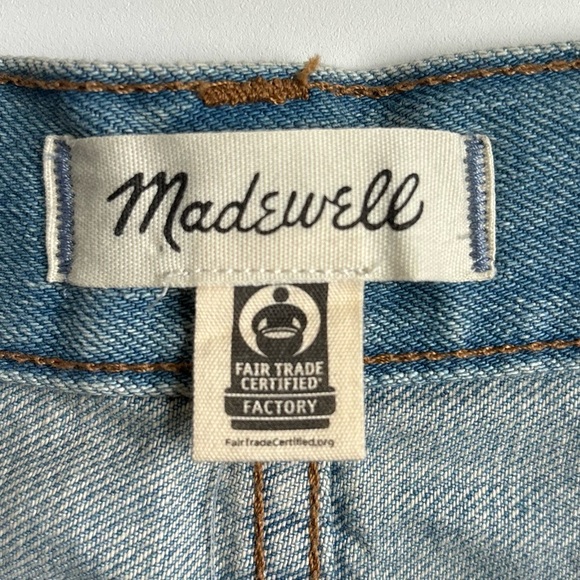 Madewell
FAIR TRADE
CERTIFIED
FACTORY
FairTradeCertified.org